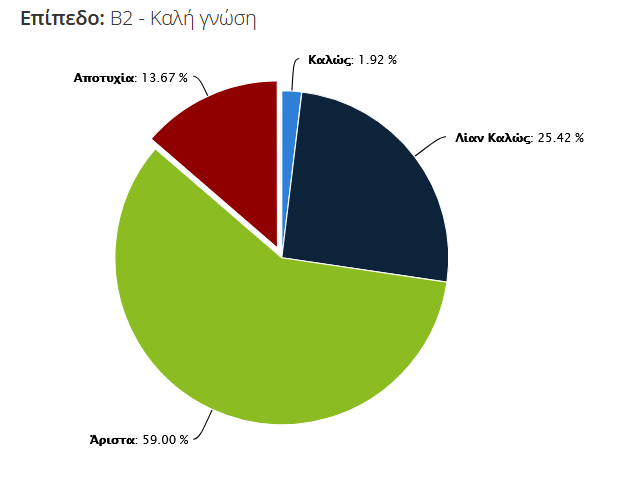 Επίπεδο: B2 - Καλή γνώση
Καλώς: 1.92 %
Αποτυχία: 13.67 %
Λίαν Καλώς: 25.42 %
Άριστα: 59.00 %